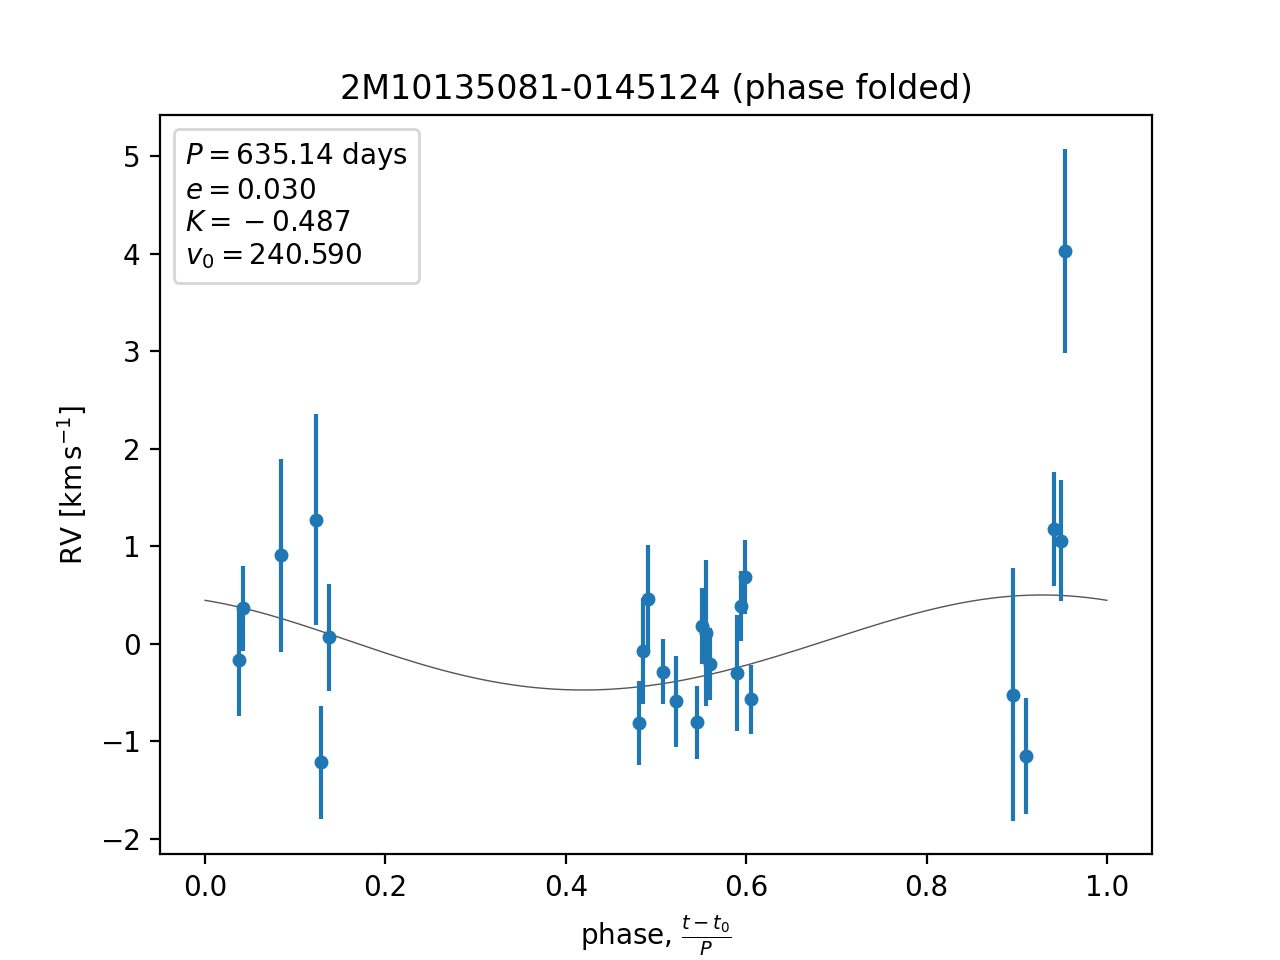 2M10135081-0145124 (phase folded)
P = 635.14 days
e = 0.030
K = −0.487
v₀ = 240.590
RV [km s⁻¹]
5
4
3
2
1
0
−1
−2
0.0 0.2 0.4 0.6 0.8 1.0
phase, (t − t₀)/P